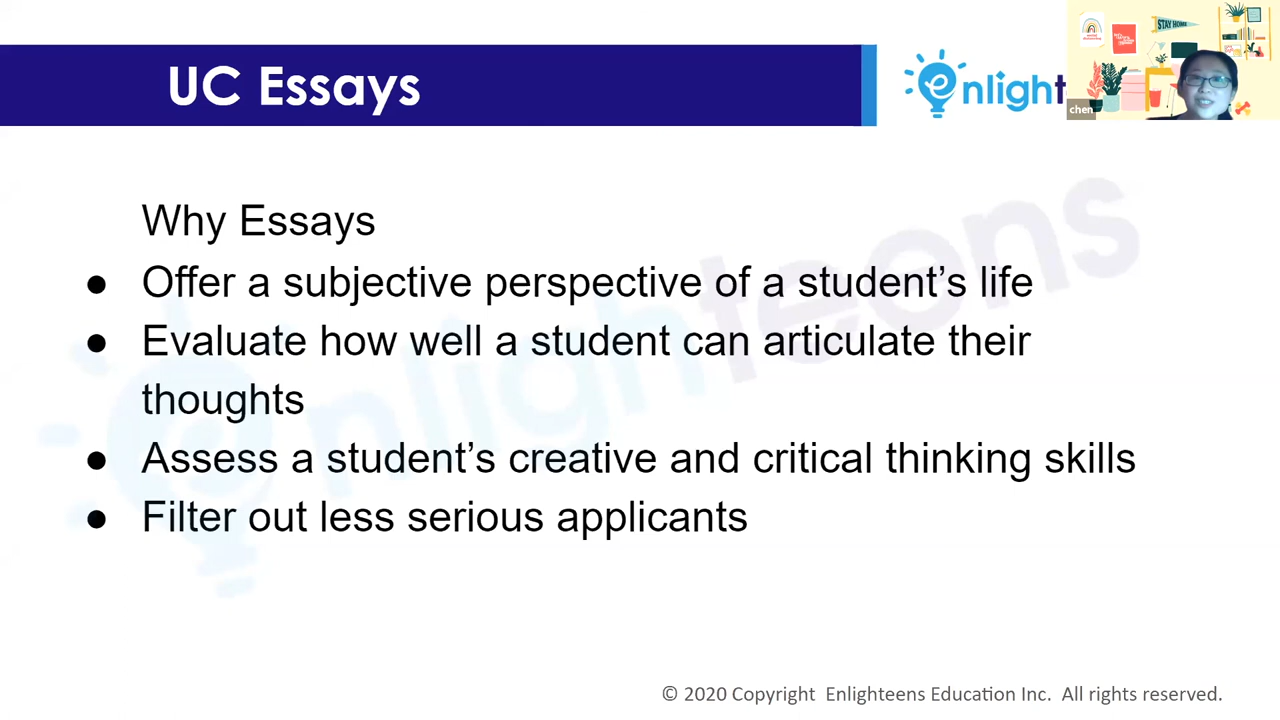 UC Essays
enlight
STAY HOME
chen
Why Essays
● Offer a subjective perspective of a student’s life
● Evaluate how well a student can articulate their
thoughts
● Assess a student’s creative and critical thinking skills
● Filter out less serious applicants
enlighteens
© 2020 Copyright Enlighteens Education Inc. All rights reserved.